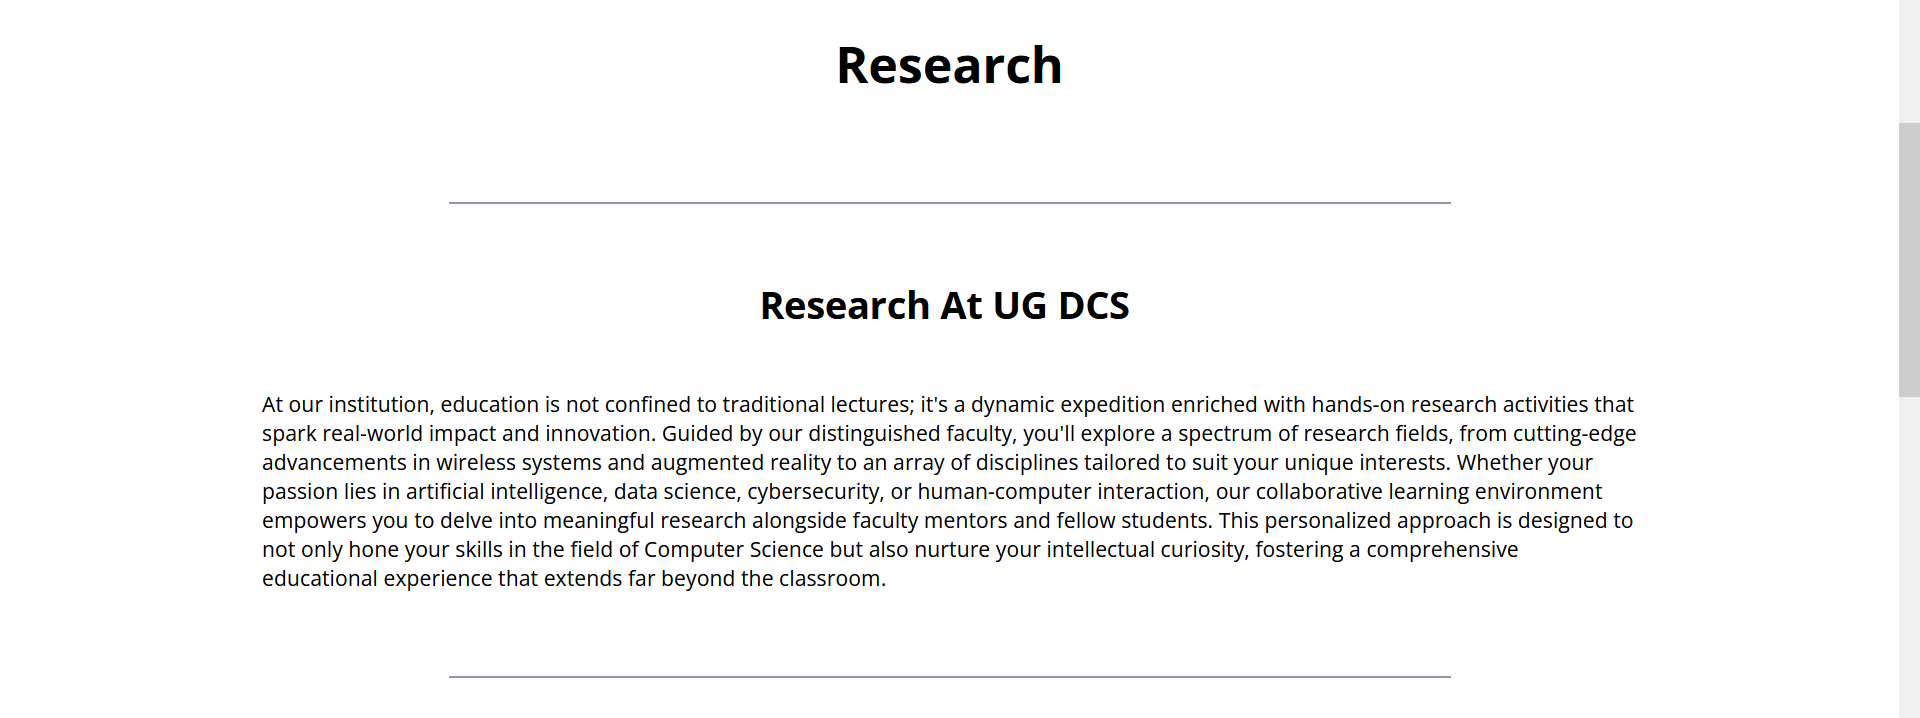 Research
Research At UG DCS
At our institution, education is not confined to traditional lectures; it's a dynamic expedition enriched with hands-on research activities that
spark real-world impact and innovation. Guided by our distinguished faculty, you'll explore a spectrum of research fields, from cutting-edge
advancements in wireless systems and augmented reality to an array of disciplines tailored to suit your unique interests. Whether your
passion lies in artificial intelligence, data science, cybersecurity, or human-computer interaction, our collaborative learning environment
empowers you to delve into meaningful research alongside faculty mentors and fellow students. This personalized approach is designed to
not only hone your skills in the field of Computer Science but also nurture your intellectual curiosity, fostering a comprehensive
educational experience that extends far beyond the classroom.